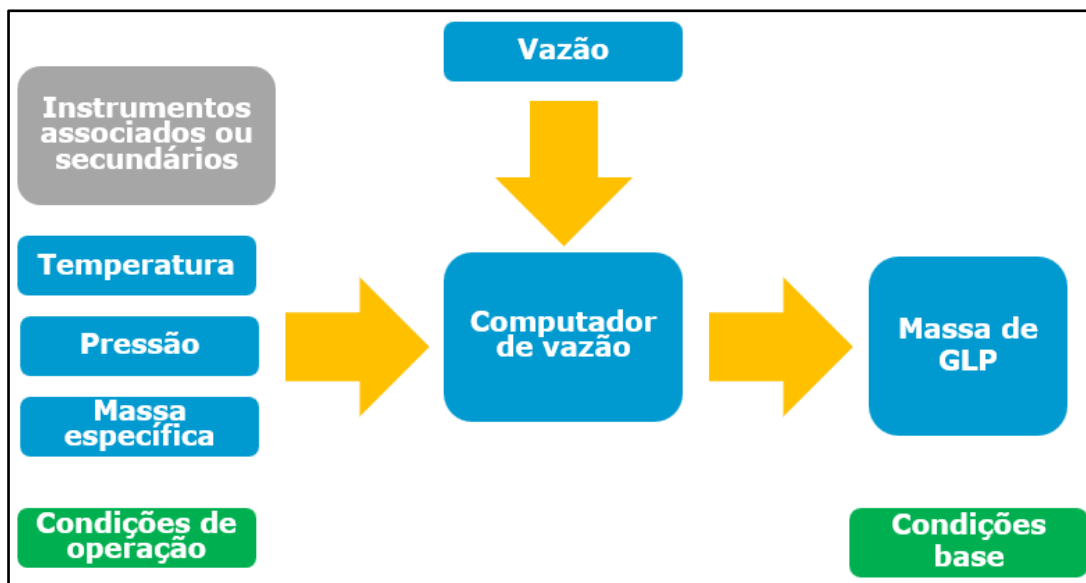 Vazão
Instrumentos
associados ou
secundários
Temperatura
Pressão
Massa
específica
Computador
de vazão
Massa de
GLP
Condições de
operação
Condições
base